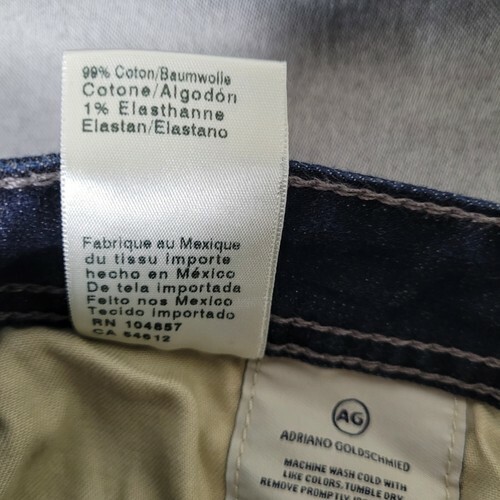 99% Coton/Baumwolle
Cotone/Algodón
1% Elasthanne
Elastan/Elastano
Fabrique au Mexique
du tissu importe
hecho en México
De tela importada
Feito nos Mexico
Tecido importado
RN 104657
CA 54612
AG
ADRIANO GOLDSCHMIED
MACHINE WASH COLD WITH
LIKE COLORS. TUMBLE DRY
REMOVE PROMPTLY